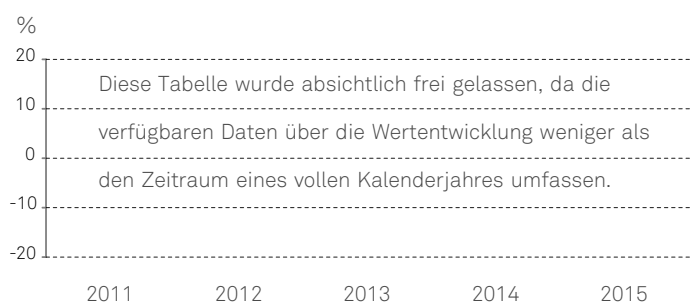 %
20
Diese Tabelle wurde absichtlich frei gelassen, da die
10
verfügbaren Daten über die Wertentwicklung weniger als
0
den Zeitraum eines vollen Kalenderjahres umfassen.
-10
-20
2011 2012 2013 2014 2015